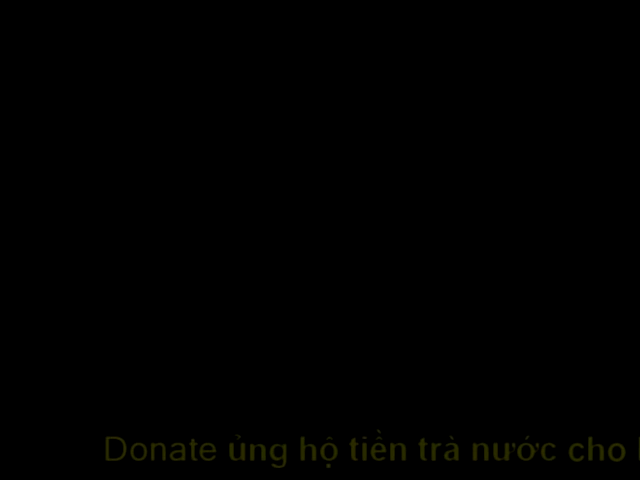 Donate ủng hộ tiền trà nước cho